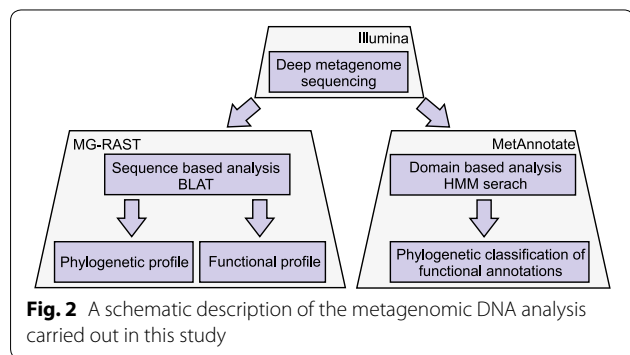 Illumina
Deep metagenome
sequencing
MG-RAST
Sequence based analysis
BLAT
Phylogenetic profile
Functional profile
MetAnnotate
Domain based analysis
HMM serach
Phylogenetic classification of
functional annotations
Fig. 2 A schematic description of the metagenomic DNA analysis
carried out in this study